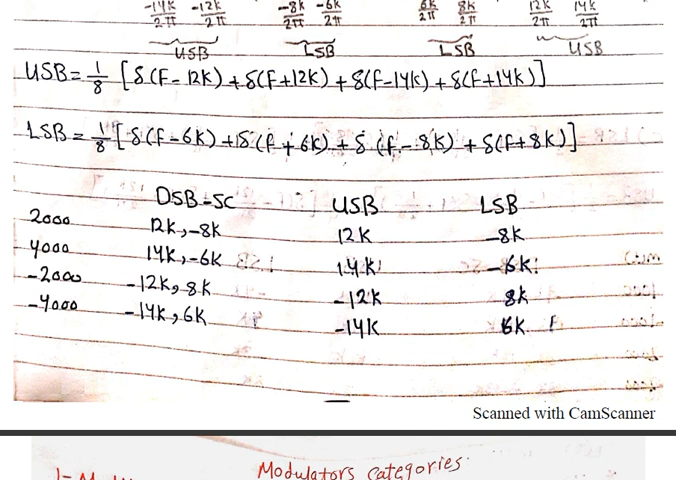 -14K -12K -8K -6K 6K 8K 12K 14K
2π 2π 2π 2π 2π 2π 2π 2π
USB LSB LSB USB
USB = 1/8 [δ(F-12K)+δ(F+12K)+δ(F-14K)+δ(F+14K)]
LSB = 1/8 [δ(F-6K)+δ(F+6K)+δ(F-8K)+δ(F+8K)]
DSB-SC USB LSB
2000 12K,-8K 12K -8K
4000 14K,-6K 14K -6K
-2000 -12K,8K -12K 8K
-4000 -14K,6K -14K 6K
Scanned with CamScanner
Modulators categories